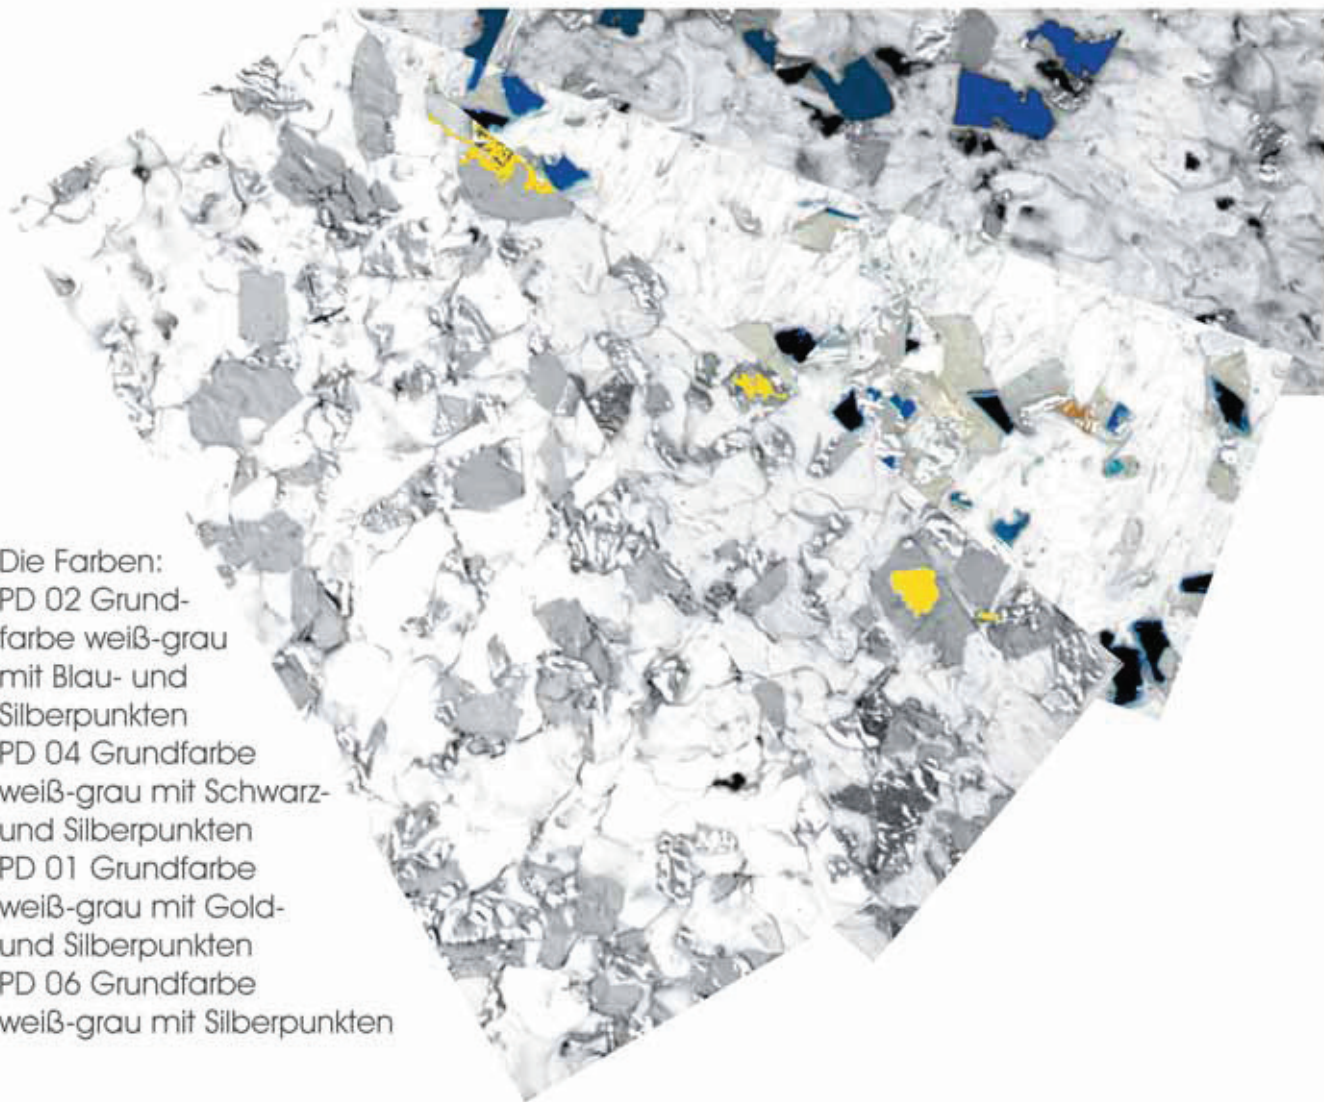 Die Farben:
PD 02 Grund-
farbe weiß-grau
mit Blau- und
Silberpunkten
PD 04 Grundfarbe
weiß-grau mit Schwarz-
und Silberpunkten
PD 01 Grundfarbe
weiß-grau mit Gold-
und Silberpunkten
PD 06 Grundfarbe
weiß-grau mit Silberpunkten